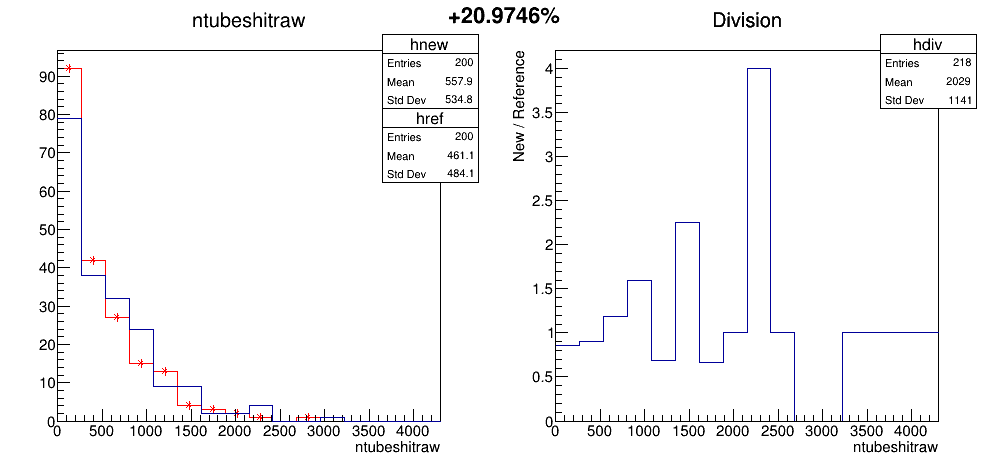 +20.9746%
ntubeshitraw
hnew
Entries 200
Mean 557.9
Std Dev 534.8
href
Entries 200
Mean 461.1
Std Dev 484.1
90
80
70
60
50
40
30
20
10
0
0 500 1000 1500 2000 2500 3000 3500 4000
ntubeshitraw
Division
hdiv
Entries 218
Mean 2029
Std Dev 1141
New / Reference
4
3.5
3
2.5
2
1.5
1
0.5
0
0 500 1000 1500 2000 2500 3000 3500 4000
ntubeshitraw